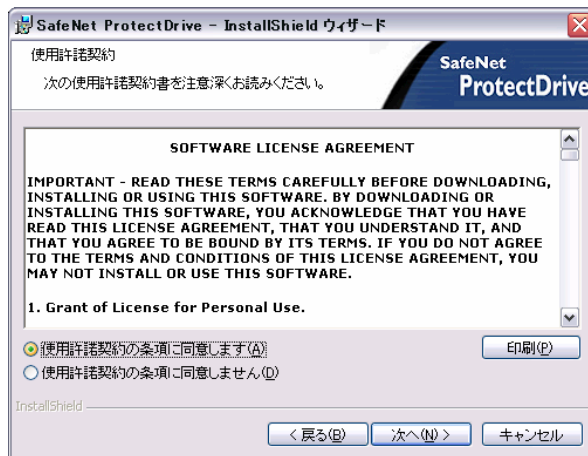 SafeNet ProtectDrive - InstallShield ウィザード
使用許諾契約
次の使用許諾契約書を注意深くお読みください。
SafeNet
ProtectDrive
SOFTWARE LICENSE AGREEMENT
IMPORTANT - READ THESE TERMS CAREFULLY BEFORE DOWNLOADING,
INSTALLING OR USING THIS SOFTWARE. BY DOWNLOADING OR
INSTALLING THIS SOFTWARE, YOU ACKNOWLEDGE THAT YOU HAVE
READ THIS LICENSE AGREEMENT, THAT YOU UNDERSTAND IT, AND
THAT YOU AGREE TO BE BOUND BY ITS TERMS. IF YOU DO NOT AGREE
TO THE TERMS AND CONDITIONS OF THIS LICENSE AGREEMENT, YOU
MAY NOT INSTALL OR USE THIS SOFTWARE.
1. Grant of License for Personal Use.
使用許諾契約の条項に同意します(A)
印刷(P)
使用許諾契約の条項に同意しません(D)
InstallShield
< 戻る(B) 次へ(N) > キャンセル